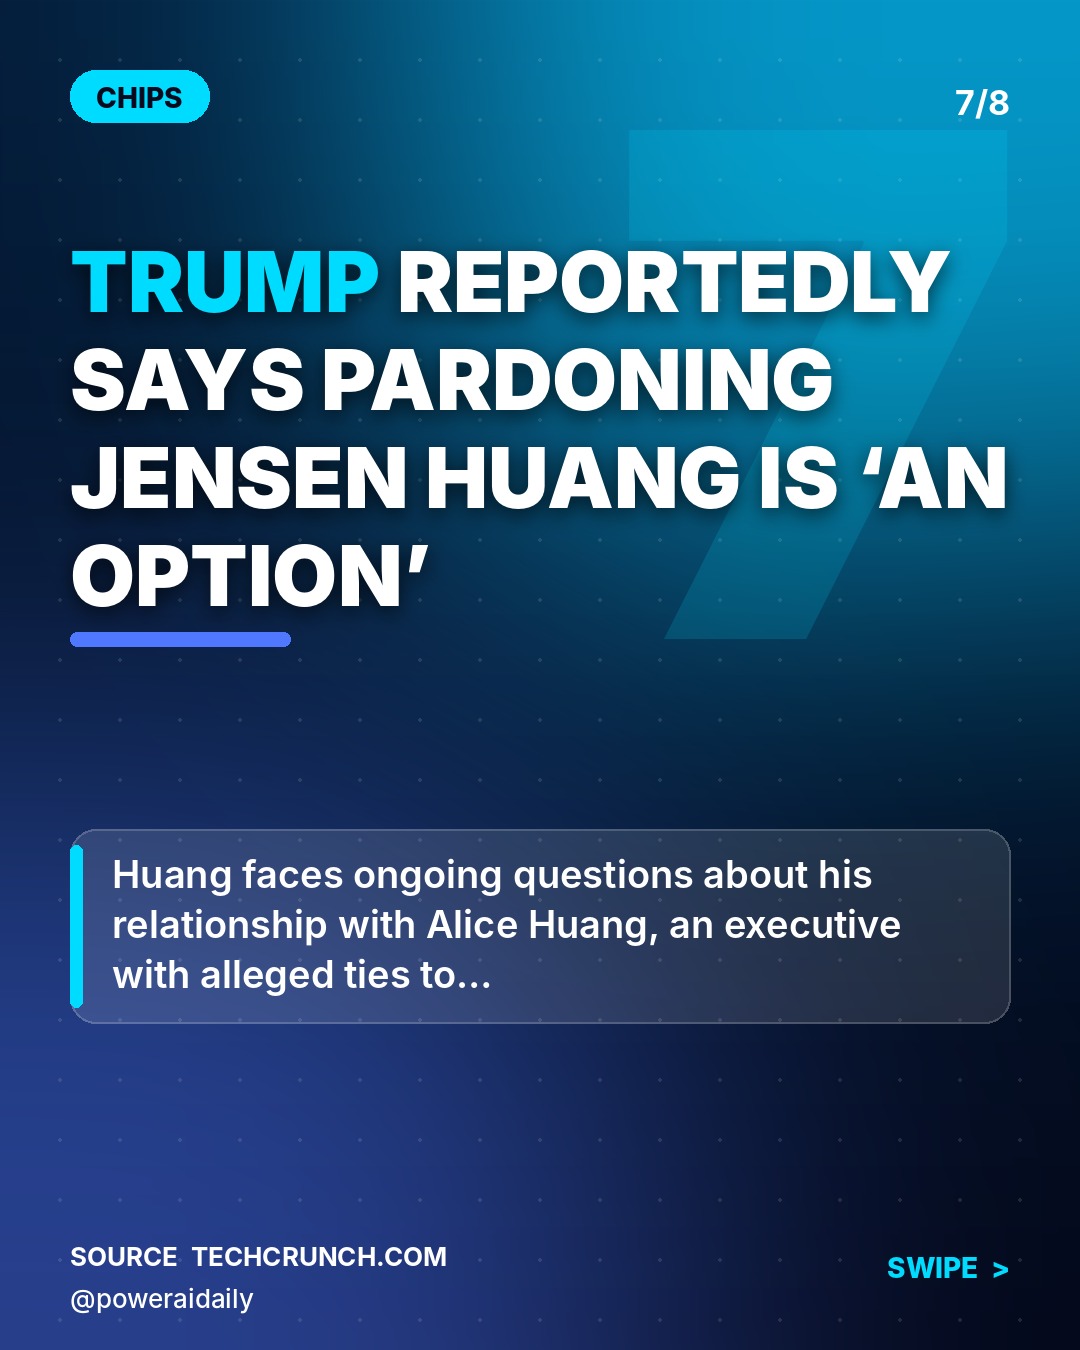 CHIPS
7/8
7
TRUMP REPORTEDLY
SAYS PARDONING
JENSEN HUANG IS ‘AN
OPTION’
Huang faces ongoing questions about his
relationship with Alice Huang, an executive
with alleged ties to...
SOURCE TECHCRUNCH.COM
@poweraidaily
SWIPE >